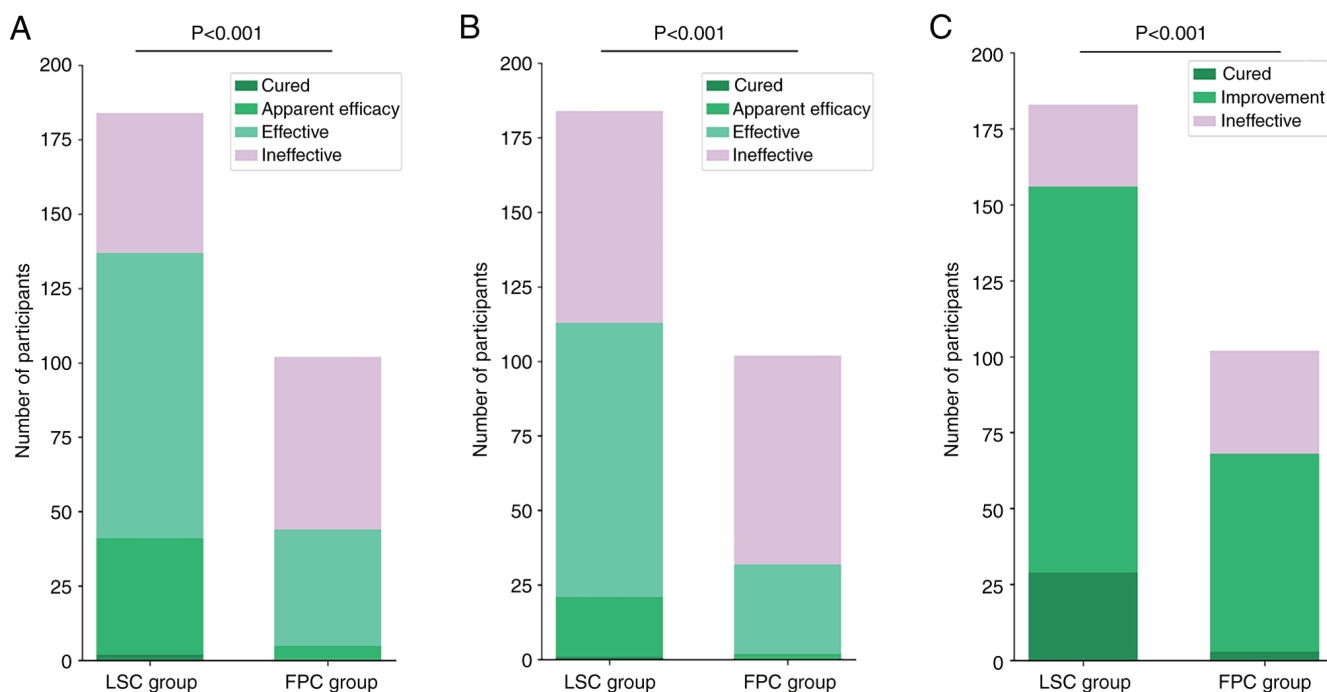 A
P<0.001
200
175
150
125
100
75
50
25
0
Number of participants
Cured
Apparent efficacy
Effective
Ineffective
LSC group
FPC group
B
P<0.001
200
175
150
125
100
75
50
25
0
Number of participants
Cured
Apparent efficacy
Effective
Ineffective
LSC group
FPC group
C
P<0.001
200
175
150
125
100
75
50
25
0
Number of participants
Cured
Improvement
Ineffective
LSC group
FPC group